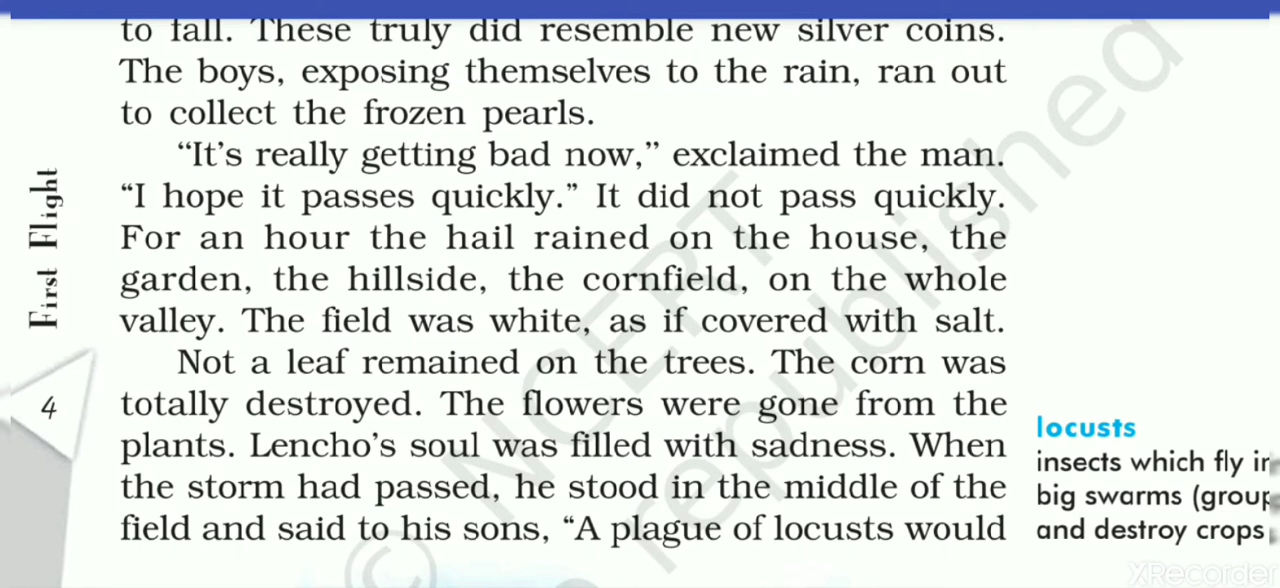 to fall. These truly did resemble new silver coins.
The boys, exposing themselves to the rain, ran out
to collect the frozen pearls.
“It’s really getting bad now,” exclaimed the man.
“I hope it passes quickly.” It did not pass quickly.
For an hour the hail rained on the house, the
garden, the hillside, the cornfield, on the whole
valley. The field was white, as if covered with salt.
Not a leaf remained on the trees. The corn was
totally destroyed. The flowers were gone from the
plants. Lencho’s soul was filled with sadness. When
the storm had passed, he stood in the middle of the
field and said to his sons, “A plague of locusts would
First Flight
4
locusts
insects which fly in
big swarms (group
and destroy crops
© NCERT
republished
XRecorder